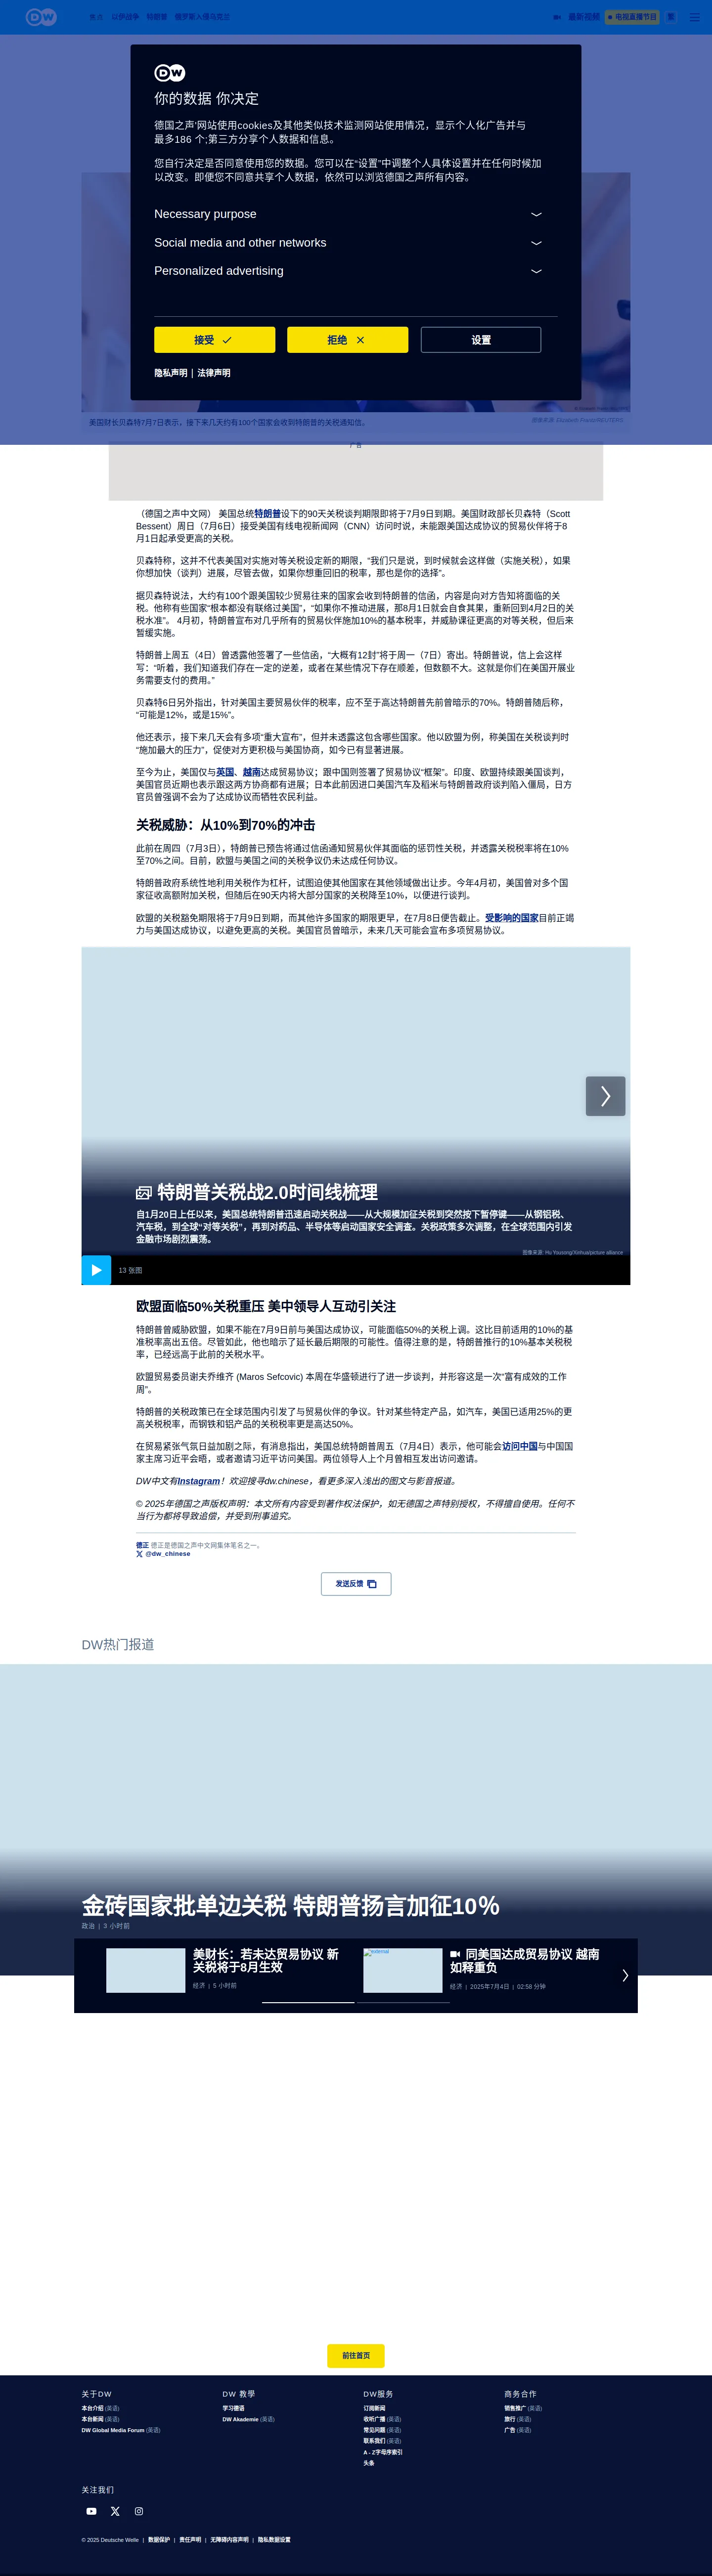 DW
焦点 以伊战争 特朗普 俄罗斯入侵乌克兰
最新视频 电视直播节目 繁
DW
你的数据 你决定
德国之声'网站使用cookies及其他类似技术监测网站使用情况，显示个人化广告并与
最多186 个;第三方分享个人数据和信息。
您自行决定是否同意使用您的数据。您可以在"设置"中调整个人具体设置并在任何时候加
以改变。即便您不同意共享个人数据，依然可以浏览德国之声所有内容。
Necessary purpose
Social media and other networks
Personalized advertising
接受
拒绝
设置
隐私声明 | 法律声明
美国财长贝森特7月7日表示，接下来几天约有100个国家会收到特朗普的关税通知信。
广告
（德国之声中文网） 美国总统特朗普设下的90天关税谈判期限即将于7月9日到期。美国财政部长贝森特（Scott
Bessent）周日（7月6日）接受美国有线电视新闻网（CNN）访问时说，未能跟美国达成协议的贸易伙伴将于8
月1日起承受更高的关税。
贝森特称，这并不代表美国对实施对等关税设定新的期限，“我们只是说，到时候就会这样做（实施关税），如果
你想加快（谈判）进展，尽管去做，如果你想重回旧的税率，那也是你的选择”。
据贝森特说法，大约有100个跟美国较少贸易往来的国家会收到特朗普的信函，内容是向对方告知将面临的关
税。他称有些国家“根本都没有联络过美国”，“如果你不推动进展，那8月1日就会自食其果，重新回到4月2日的关
税水准”。 4月初，特朗普宣布对几乎所有的贸易伙伴施加10%的基本税率，并威胁课征更高的对等关税，但后来
暂缓实施。
特朗普上周五（4日）曾透露他签署了一些信函，“大概有12封”将于周一（7日）寄出。特朗普说，信上会这样
写：“听着，我们知道我们存在一定的逆差，或者在某些情况下存在顺差，但数额不大。这就是你们在美国开展业
务需要支付的费用。”
贝森特6日另外指出，针对美国主要贸易伙伴的税率，应不至于高达特朗普先前曾暗示的70%。特朗普随后称，
“可能是12%，或是15%”。
他还表示，接下来几天会有多项“重大宣布”，但并未透露这包含哪些国家。他以欧盟为例，称美国在关税谈判时
“施加最大的压力”，促使对方更积极与美国协商，如今已有显著进展。
至今为止，美国仅与英国、越南达成贸易协议；跟中国则签署了贸易协议“框架”。印度、欧盟持续跟美国谈判，
美国官员近期也表示跟这两方协商都有进展；日本此前因进口美国汽车及稻米与特朗普政府谈判陷入僵局，日方
官员曾强调不会为了达成协议而牺牲农民利益。
关税威胁：从10%到70%的冲击
此前在周四（7月3日），特朗普已预告将通过信函通知贸易伙伴其面临的惩罚性关税，并透露关税税率将在10%
至70%之间。目前，欧盟与美国之间的关税争议仍未达成任何协议。
特朗普政府系统性地利用关税作为杠杆，试图迫使其他国家在其他领域做出让步。今年4月初，美国曾对多个国
家征收高额附加关税，但随后在90天内将大部分国家的关税降至10%，以便进行谈判。
欧盟的关税豁免期限将于7月9日到期，而其他许多国家的期限更早，在7月8日便告截止。受影响的国家目前正竭
力与美国达成协议，以避免更高的关税。美国官员曾暗示，未来几天可能会宣布多项贸易协议。
特朗普关税战2.0时间线梳理
自1月20日上任以来，美国总统特朗普迅速启动关税战——从大规模加征关税到突然按下暂停键——从钢铝税、
汽车税，到全球“对等关税”，再到对药品、半导体等启动国家安全调查。关税政策多次调整，在全球范围内引发
金融市场剧烈震荡。
图像来源: Hu Yousong/Xinhua/picture alliance
13 张图
欧盟面临50%关税重压 美中领导人互动引关注
特朗普曾威胁欧盟，如果不能在7月9日前与美国达成协议，可能面临50%的关税上调。这比目前适用的10%的基
准税率高出五倍。尽管如此，他也暗示了延长最后期限的可能性。值得注意的是，特朗普推行的10%基本关税税
率，已经远高于此前的关税水平。
欧盟贸易委员谢夫乔维齐 (Maros Sefcovic) 本周在华盛顿进行了进一步谈判，并形容这是一次“富有成效的工作
周”。
特朗普的关税政策已在全球范围内引发了与贸易伙伴的争议。针对某些特定产品，如汽车，美国已适用25%的更
高关税税率，而钢铁和铝产品的关税税率更是高达50%。
在贸易紧张气氛日益加剧之际，有消息指出，美国总统特朗普周五（7月4日）表示，他可能会访问中国与中国国
家主席习近平会晤，或者邀请习近平访问美国。两位领导人上个月曾相互发出访问邀请。
DW中文有Instagram！欢迎搜寻dw.chinese，看更多深入浅出的图文与影音报道。
© 2025年德国之声版权声明：本文所有内容受到著作权法保护，如无德国之声特别授权，不得擅自使用。任何不
当行为都将导致追偿，并受到刑事追究。
德正 德正是德国之声中文网集体笔名之一。
@dw_chinese
发送反馈
DW热门报道
金砖国家批单边关税 特朗普扬言加征10％
政治 | 3 小时前
美财长：若未达贸易协议 新
关税将于8月生效
经济 | 5 小时前
external
同美国达成贸易协议 越南
如释重负
经济 | 2025年7月4日 | 02:58 分钟
前往首页
关于DW
本台介绍 (英语)
本台新闻 (英语)
DW Global Media Forum (英语)
DW 教學
学习德语
DW Akademie (英语)
DW服务
订阅新闻
收听广播 (英语)
常见问题 (英语)
联系我们 (英语)
A - Z字母序索引
头条
商务合作
销售推广 (英语)
旅行 (英语)
广告 (英语)
关注我们
© 2025 Deutsche Welle | 数据保护 | 责任声明 | 无障碍内容声明 | 隐私数据设置